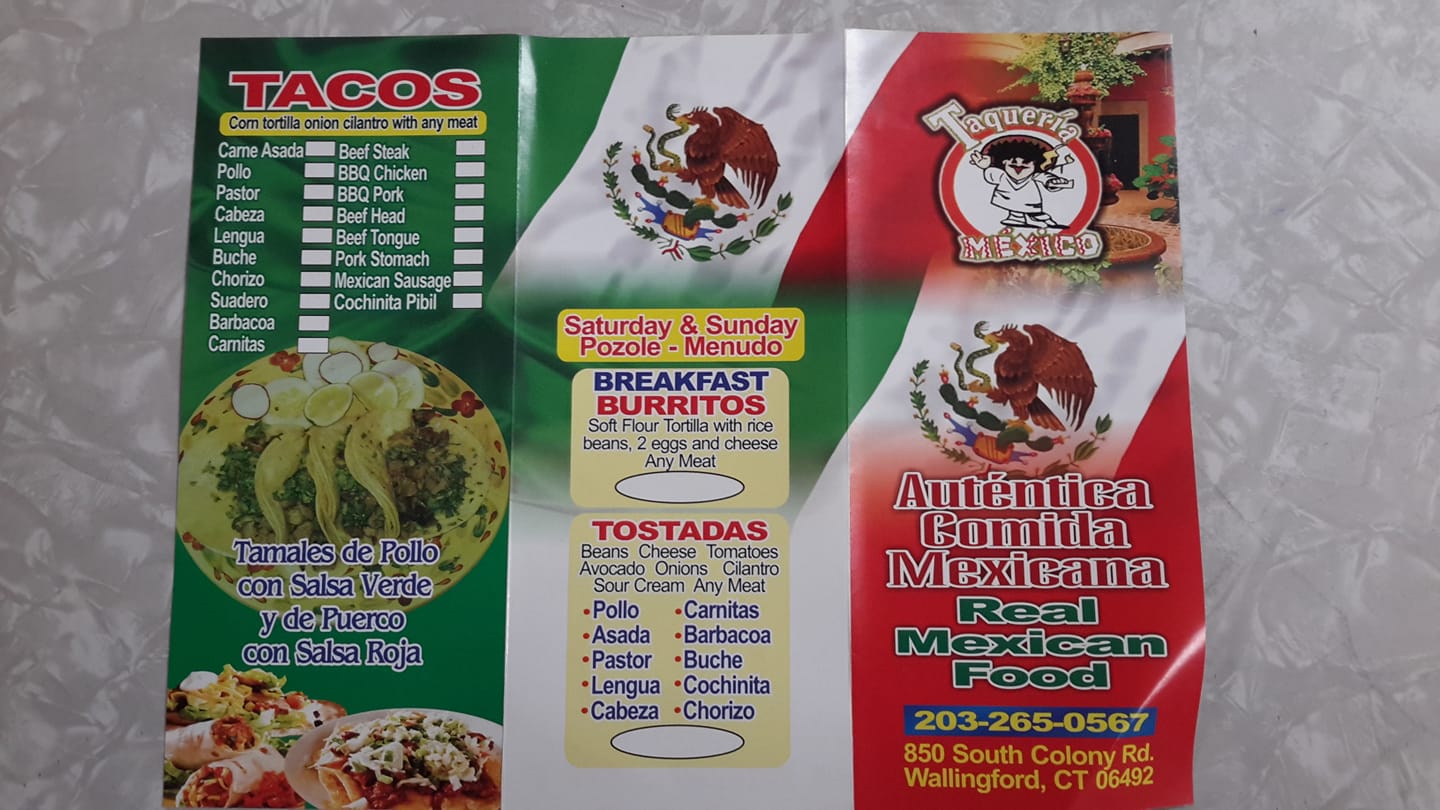 TACOS
Corn tortilla onion cilantro with any meat
Carne Asada
Pollo
Pastor
Cabeza
Lengua
Buche
Chorizo
Suadero
Barbacoa
Carnitas
Beef Steak
BBQ Chicken
BBQ Pork
Beef Head
Beef Tongue
Pork Stomach
Mexican Sausage
Cochinita Pibil
Tamales de Pollo
con Salsa Verde
y de Puerco
con Salsa Roja
Saturday & Sunday
Pozole - Menudo
BREAKFAST
BURRITOS
Soft Flour Tortilla with rice
beans, 2 eggs and cheese
Any Meat
TOSTADAS
Beans Cheese Tomatoes
Avocado Onions Cilantro
Sour Cream Any Meat
• Pollo
• Asada
• Pastor
• Lengua
• Cabeza
• Carnitas
• Barbacoa
• Buche
• Cochinita
• Chorizo
Taquería
MÉXICO
Auténtica
Comida
Mexicana
Real
Mexican
Food
203-265-0567
850 South Colony Rd.
Wallingford, CT 06492